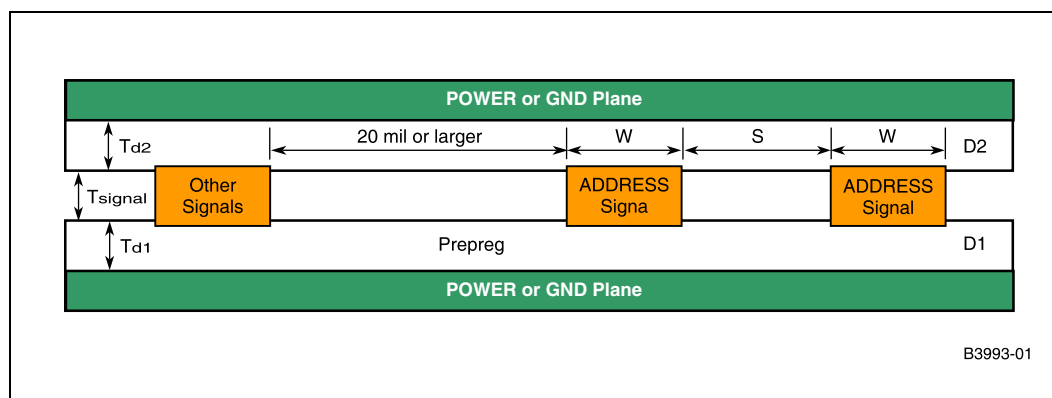 POWER or GND Plane
Td2
20 mil or larger
W
S
W
D2
Tsignal
Other
Signals
ADDRESS
Signa
ADDRESS
Signal
Td1
Prepreg
D1
POWER or GND Plane
B3993-01